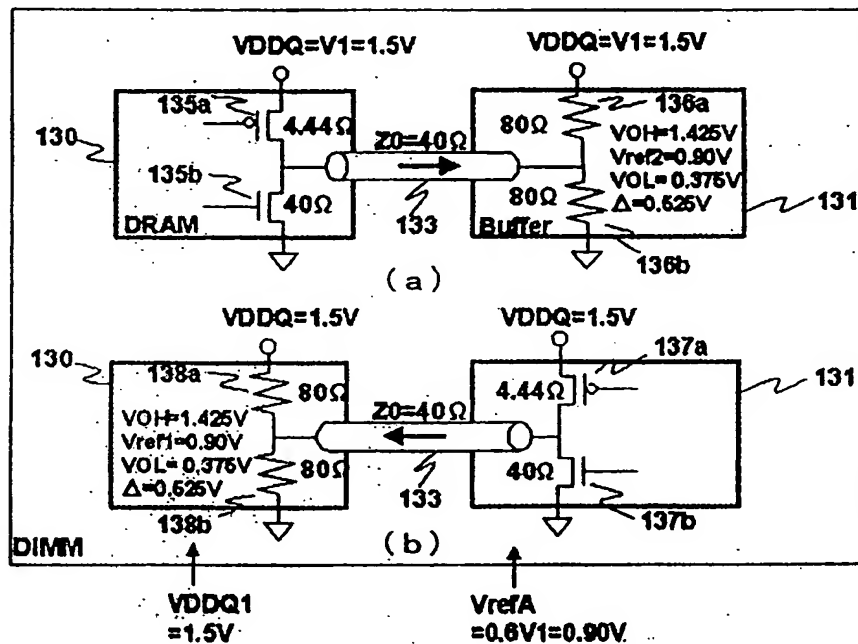 VDDQ=V1=1.5V
VDDQ=V1=1.5V
135a
136a
130
4.44Ω
Z0=40Ω
80Ω
VOH=1.425V
Vref2=0.90V
VOL=0.375V
Δ=0.525V
135b
40Ω
133
80Ω
131
DRAM
Buffer
136b
(a)
VDDQ=1.5V
VDDQ=1.5V
137a
130
138a
80Ω
Z0=40Ω
4.44Ω
131
VOH=1.425V
Vref1=0.90V
VOL=0.375V
Δ=0.525V
80Ω
133
40Ω
138b
137b
DIMM
(b)
VDDQ1
=1.5V
VrefA
=0.6V1=0.90V